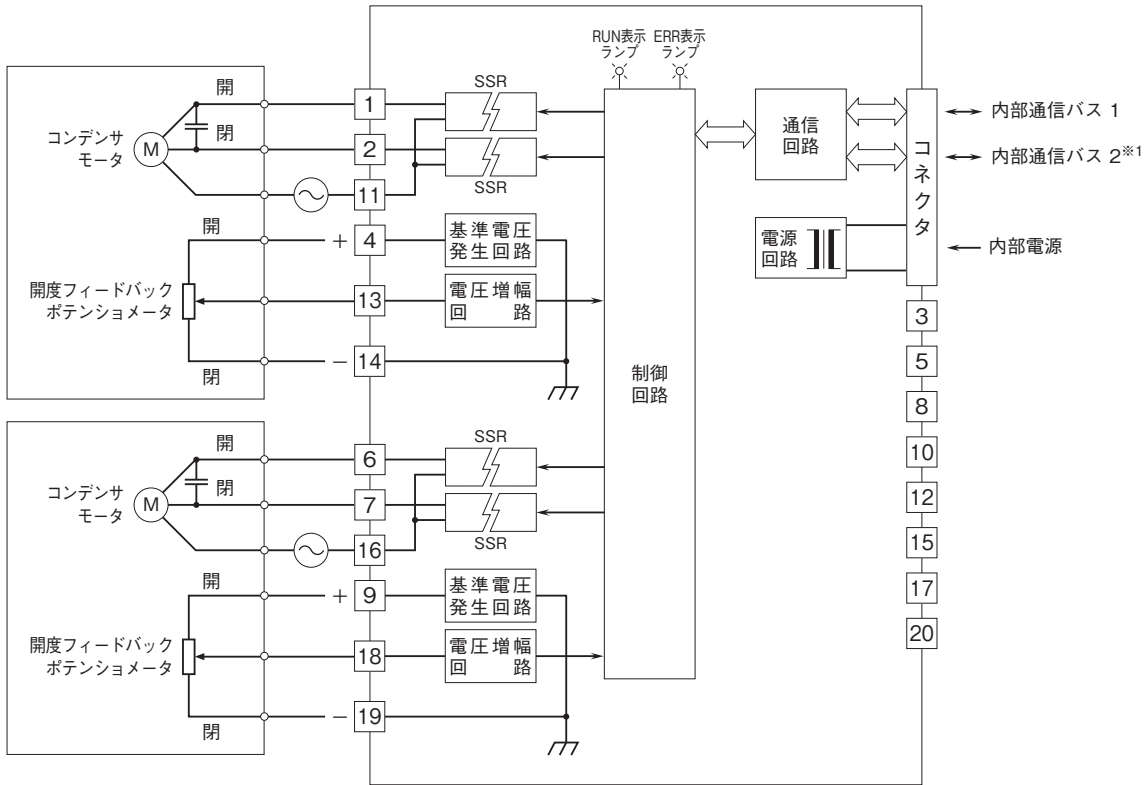 RUN表示
ランプ
ERR表示
ランプ
開
コンデンサ
モータ
M
閉
1
2
11
SSR
SSR
開
開度フィードバック
ポテンショメータ
閉
+
4
13
−
14
基準電圧
発生回路
電圧増幅
回路
開
コンデンサ
モータ
M
閉
6
7
16
SSR
SSR
開
開度フィードバック
ポテンショメータ
閉
+
9
18
−
19
基準電圧
発生回路
電圧増幅
回路
制御
回路
通信
回路
電源
回路
コネクタ
内部通信バス 1
内部通信バス 2※1
内部電源
3
5
8
10
12
15
17
20